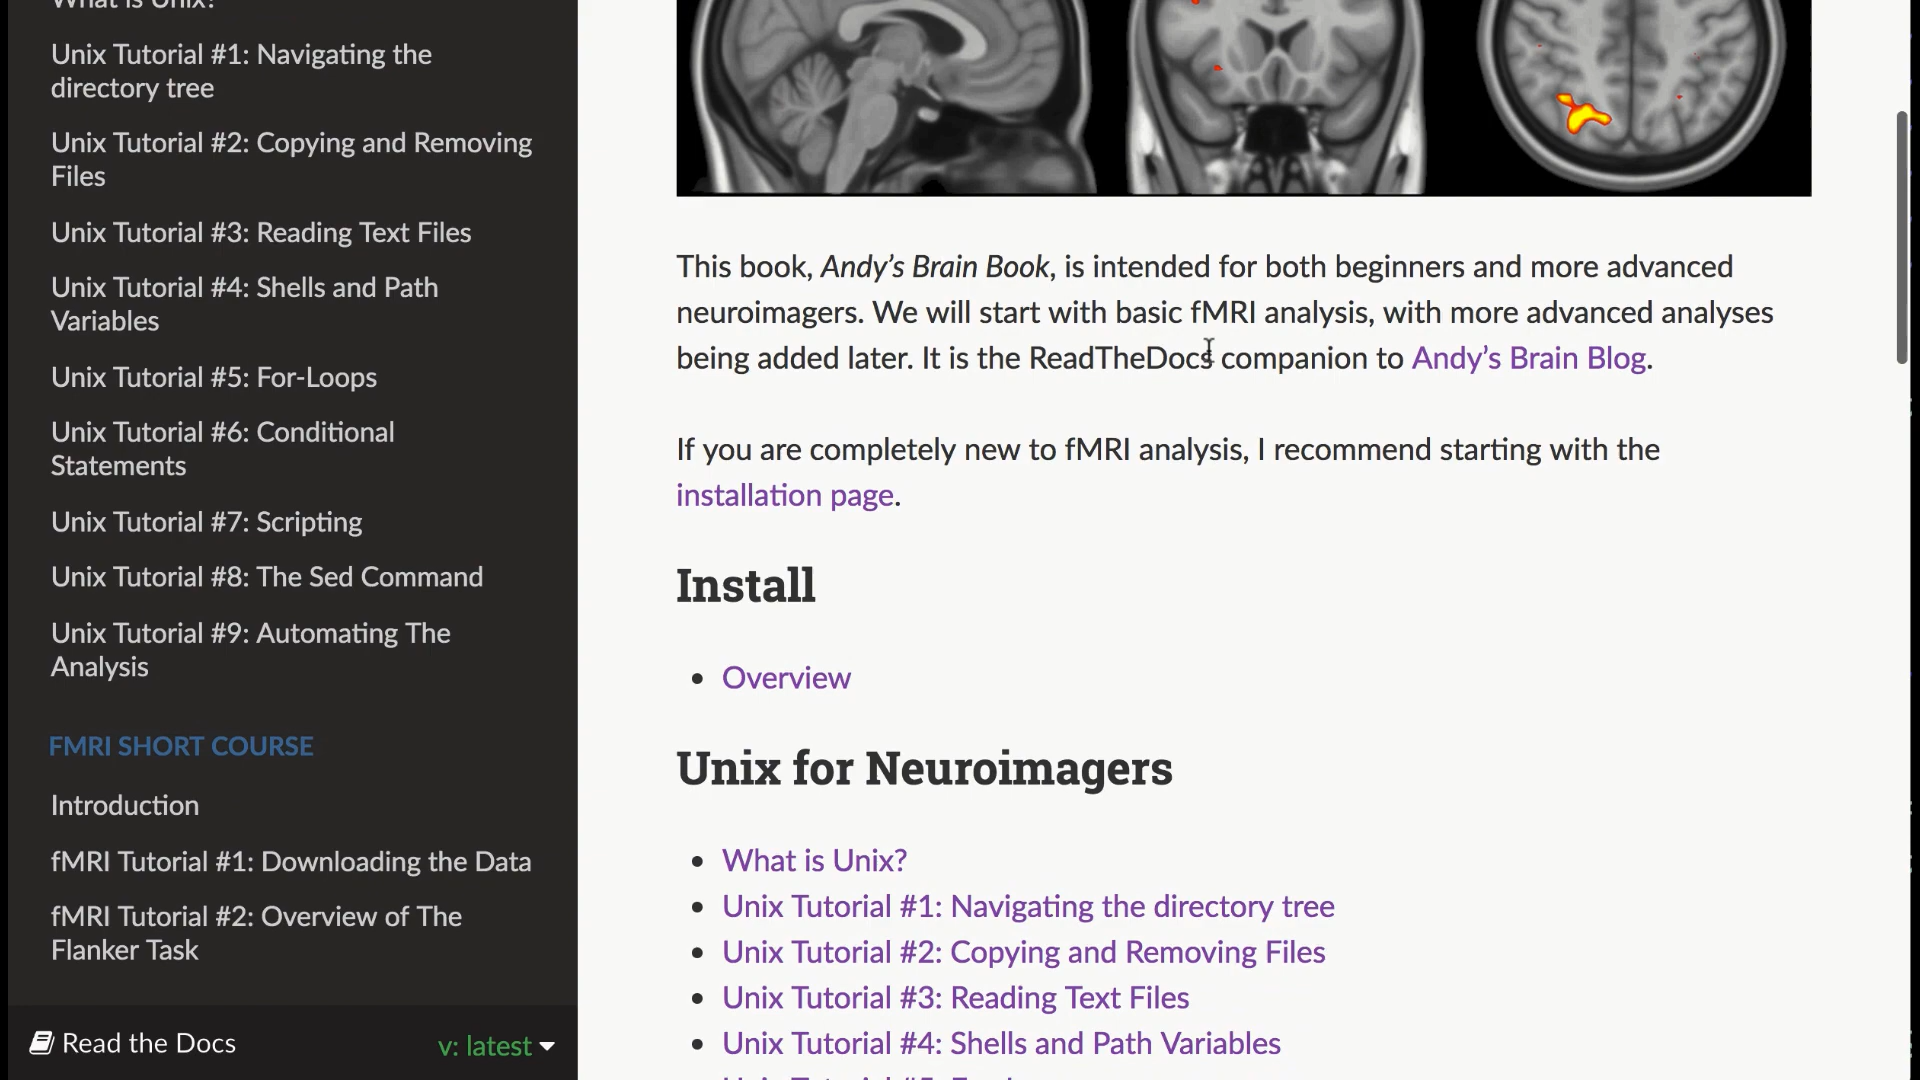 What is Unix?
Unix Tutorial #1: Navigating the
directory tree
Unix Tutorial #2: Copying and Removing
Files
Unix Tutorial #3: Reading Text Files
Unix Tutorial #4: Shells and Path
Variables
Unix Tutorial #5: For-Loops
Unix Tutorial #6: Conditional
Statements
Unix Tutorial #7: Scripting
Unix Tutorial #8: The Sed Command
Unix Tutorial #9: Automating The
Analysis
FMRI SHORT COURSE
Introduction
fMRI Tutorial #1: Downloading the Data
fMRI Tutorial #2: Overview of The
Flanker Task
Read the Docs
v: latest
This book, Andy’s Brain Book, is intended for both beginners and more advanced
neuroimagers. We will start with basic fMRI analysis, with more advanced analyses
being added later. It is the ReadTheDocs companion to Andy’s Brain Blog.
If you are completely new to fMRI analysis, I recommend starting with the
installation page.
Install
• Overview
Unix for Neuroimagers
• What is Unix?
• Unix Tutorial #1: Navigating the directory tree
• Unix Tutorial #2: Copying and Removing Files
• Unix Tutorial #3: Reading Text Files
• Unix Tutorial #4: Shells and Path Variables